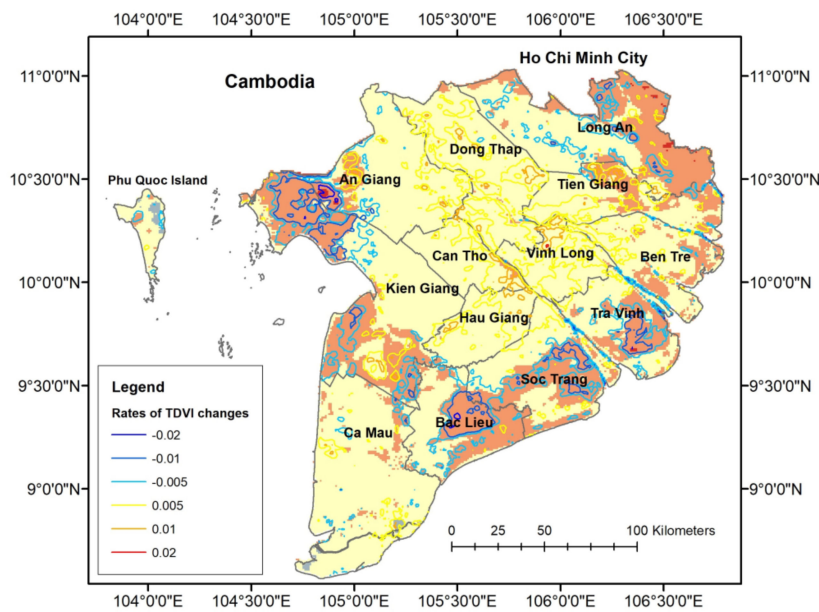 104°0'0"E 104°30'0"E 105°0'0"E 105°30'0"E 106°0'0"E 106°30'0"E
Ho Chi Minh City
11°0'0"N 11°0'0"N
Cambodia
Long An
Dong Thap
10°30'0"N Phu Quoc Island An Giang Tien Giang 10°30'0"N
Can Tho Vinh Long Ben Tre
10°0'0"N 10°0'0"N
Kien Giang
Hau Giang Tra Vinh
9°30'0"N Soc Trang 9°30'0"N
Legend
Rates of TDVI changes
-0.02
-0.01
-0.005
0.005
0.01
0.02
Bac Lieu
Ca Mau
9°0'0"N 9°0'0"N
0 25 50 100 Kilometers
104°0'0"E 104°30'0"E 105°0'0"E 105°30'0"E 106°0'0"E 106°30'0"E